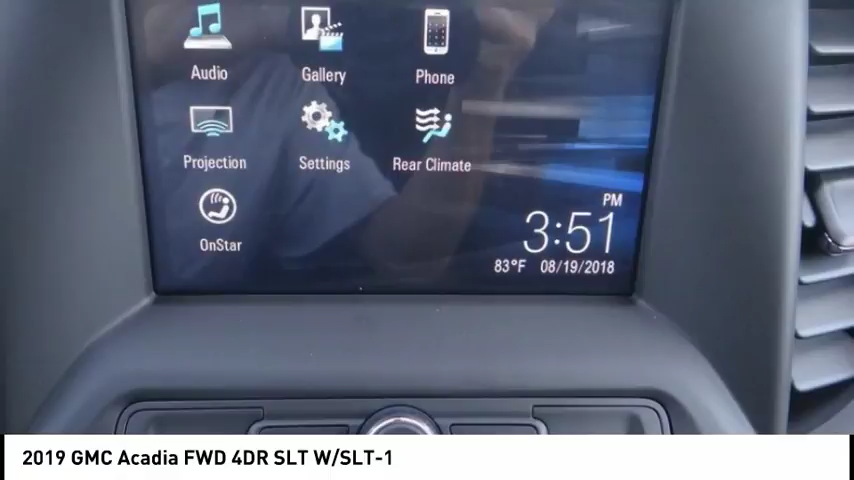 Audio Gallery Phone
Projection Settings Rear Climate
OnStar
PM
3:51
83°F 08/19/2018
2019 GMC Acadia FWD 4DR SLT W/SLT-1